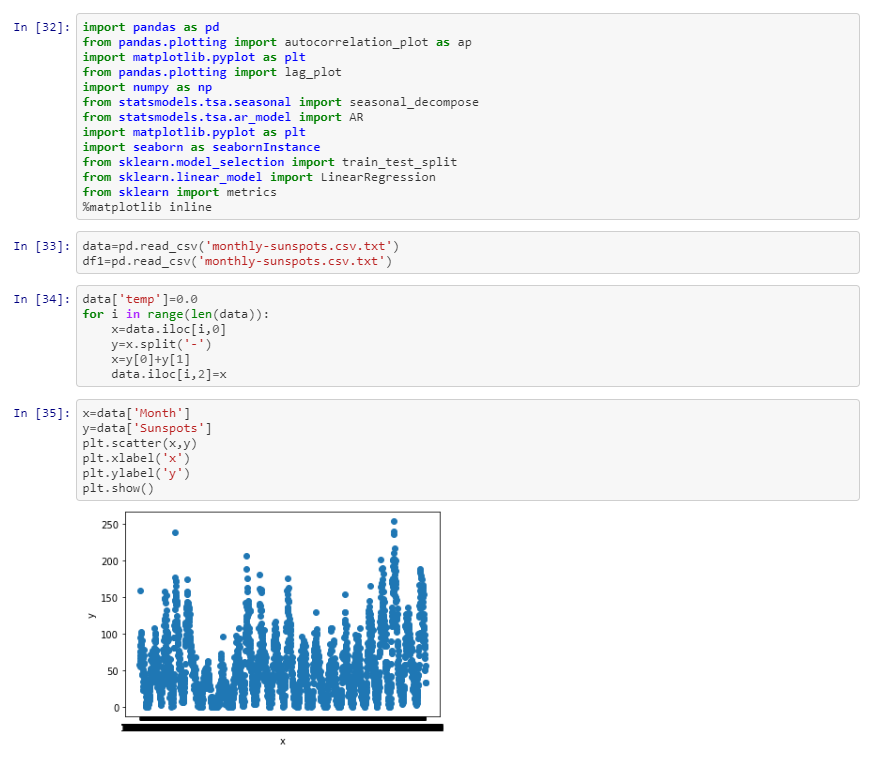 In [32]: import pandas as pd
from pandas.plotting import autocorrelation_plot as ap
import matplotlib.pyplot as plt
from pandas.plotting import lag_plot
import numpy as np
from statsmodels.tsa.seasonal import seasonal_decompose
from statsmodels.tsa.ar_model import AR
import matplotlib.pyplot as plt
import seaborn as seabornInstance
from sklearn.model_selection import train_test_split
from sklearn.linear_model import LinearRegression
from sklearn import metrics
%matplotlib inline
In [33]: data=pd.read_csv('monthly-sunspots.csv.txt')
df1=pd.read_csv('monthly-sunspots.csv.txt')
In [34]: data['temp']=0.0
for i in range(len(data)):
    x=data.iloc[i,0]
    y=x.split('-')
    x=y[0]+y[1]
    data.iloc[i,2]=x
In [35]: x=data['Month']
y=data['Sunspots']
plt.scatter(x,y)
plt.xlabel('x')
plt.ylabel('y')
plt.show()
250
200
150
y
100
50
0
x